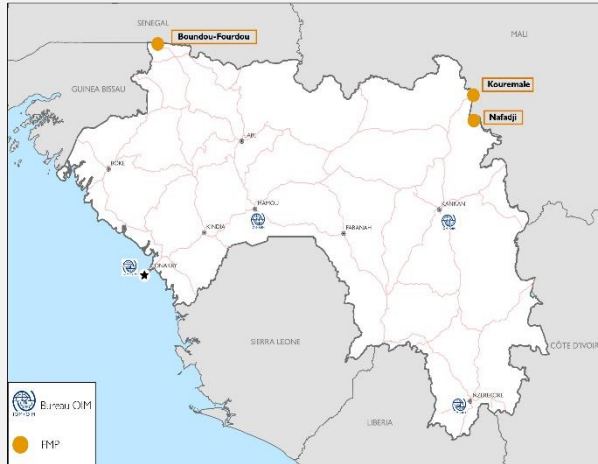 SENEGAL
Boundou-Fourdou
MALI
GUINEA BISSAU
Kouremale
Nafadji
LABE
BOKE
MAMOU
KANKAN
KINDIA
FARANAH
CONAKRY
SIERRA LEONE
CÔTE D'IVOIR
NZEREKORE
LIBERIA
Bureau OIM
FMP